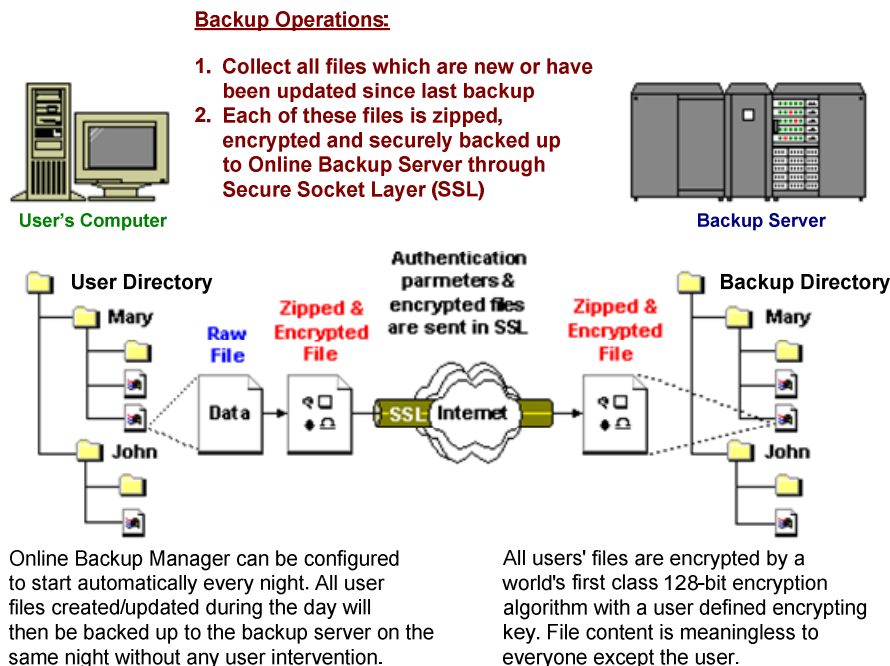 Backup Operations:
1. Collect all files which are new or have
been updated since last backup
2. Each of these files is zipped,
encrypted and securely backed up
to Online Backup Server through
Secure Socket Layer (SSL)
User's Computer
Backup Server
User Directory
Mary
John
Raw
File
Data
Zipped &
Encrypted
File
Authentication
parmeters &
encrypted files
are sent in SSL
SSL
Internet
Zipped &
Encrypted
File
Backup Directory
Mary
John
Online Backup Manager can be configured
to start automatically every night. All user
files created/updated during the day will
then be backed up to the backup server on the
same night without any user intervention.
All users' files are encrypted by a
world's first class 128-bit encryption
algorithm with a user defined encrypting
key. File content is meaningless to
everyone except the user.